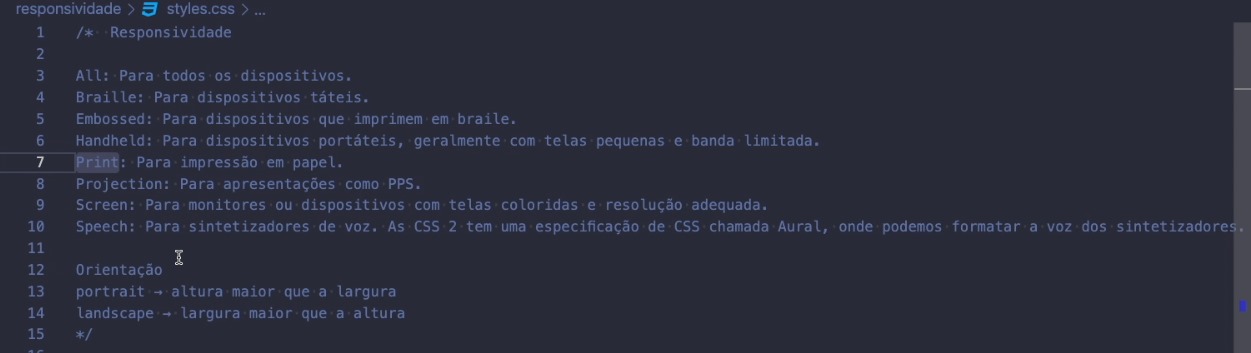 responsividade > styles.css > ...
1 /* Responsividade
2
3 All: Para todos os dispositivos.
4 Braille: Para dispositivos táteis.
5 Embossed: Para dispositivos que imprimem em braile.
6 Handheld: Para dispositivos portáteis, geralmente com telas pequenas e banda limitada.
7 Print: Para impressão em papel.
8 Projection: Para apresentações como PPS.
9 Screen: Para monitores ou dispositivos com telas coloridas e resolução adequada.
10 Speech: Para sintetizadores de voz. As CSS 2 tem uma especificação de CSS chamada Aural, onde podemos formatar a voz dos sintetizadores.
11
12 Orientação
13 portrait → altura maior que a largura
14 landscape → largura maior que a altura
15 */